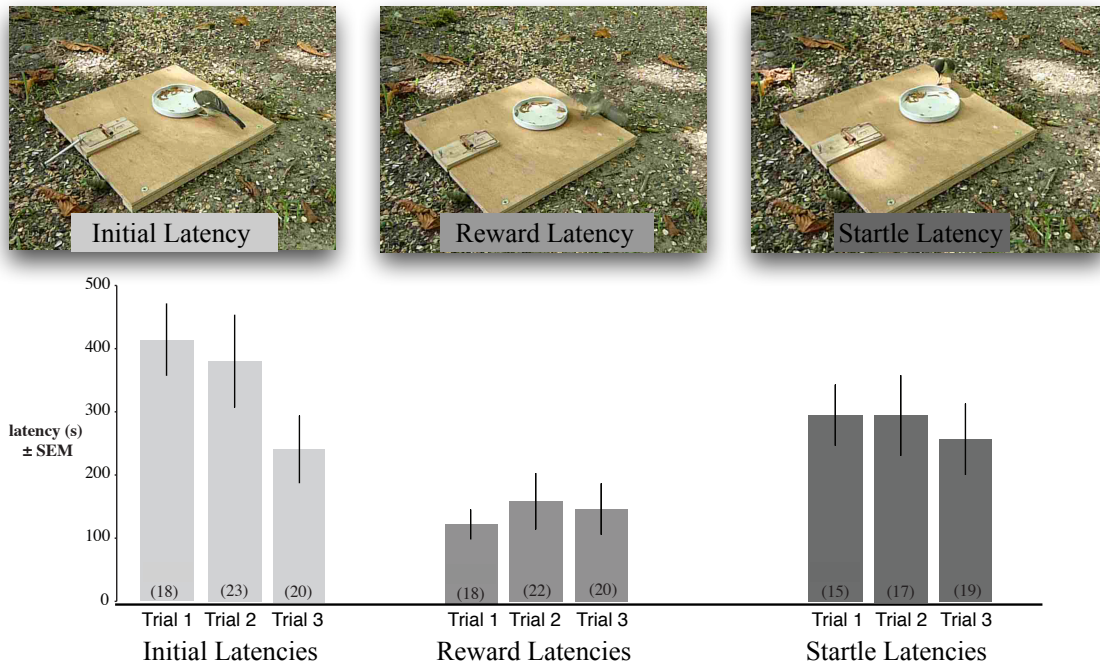 Initial Latency
Reward Latency
Startle Latency
500
400
300
200
100
0
latency (s)
± SEM
(18)
(23)
(20)
(18)
(22)
(20)
(15)
(17)
(19)
Trial 1
Trial 2
Trial 3
Trial 1
Trial 2
Trial 3
Trial 1
Trial 2
Trial 3
Initial Latencies
Reward Latencies
Startle Latencies